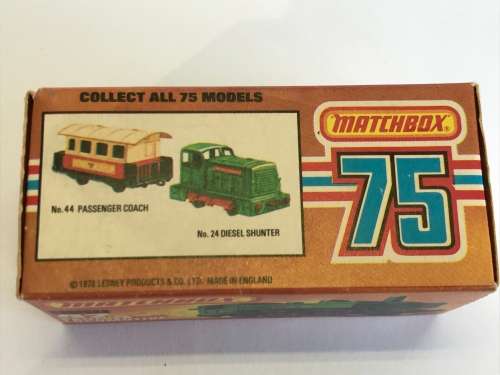 COLLECT ALL 75 MODELS
MATCHBOX
75
No. 44 PASSENGER COACH
No. 24 DIESEL SHUNTER
© 1978 LESNEY PRODUCTS & CO. LTD. MADE IN ENGLAND
MATCHBOX